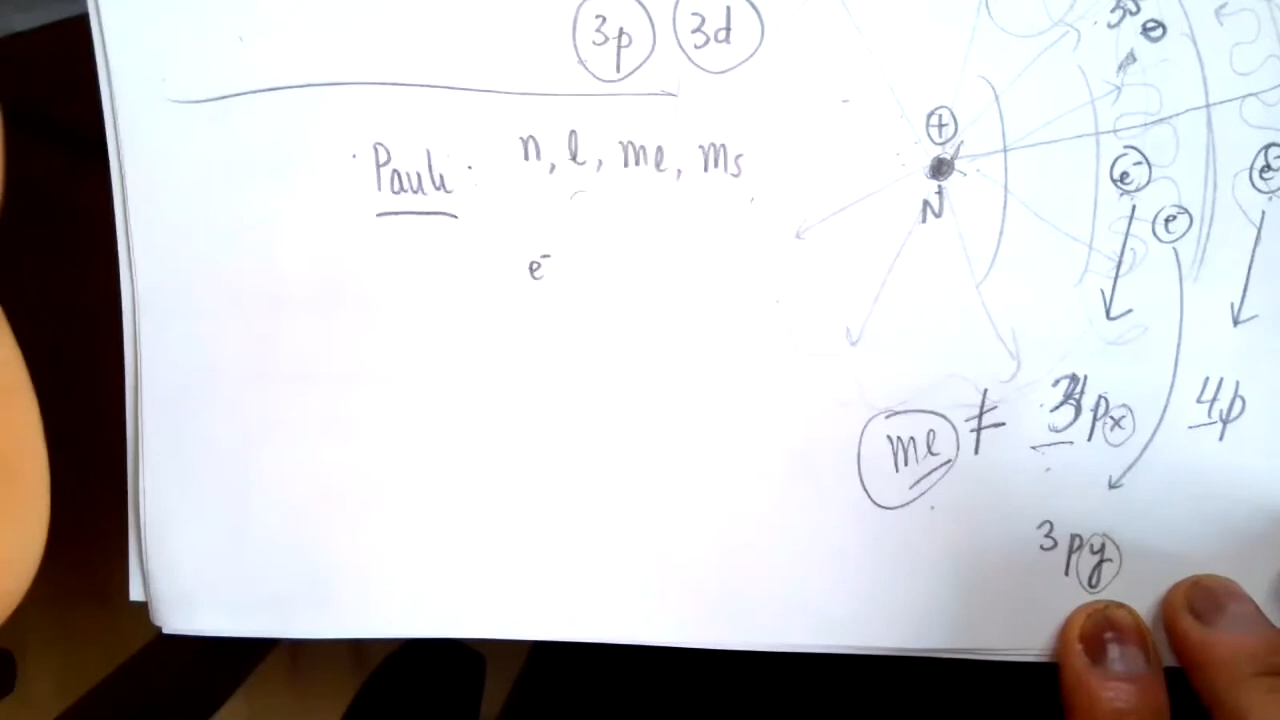 3p 3d
Pauli: n, l, ml, ms
e-
+
N
e-
e-
ml ≠ 3px 4p
3py